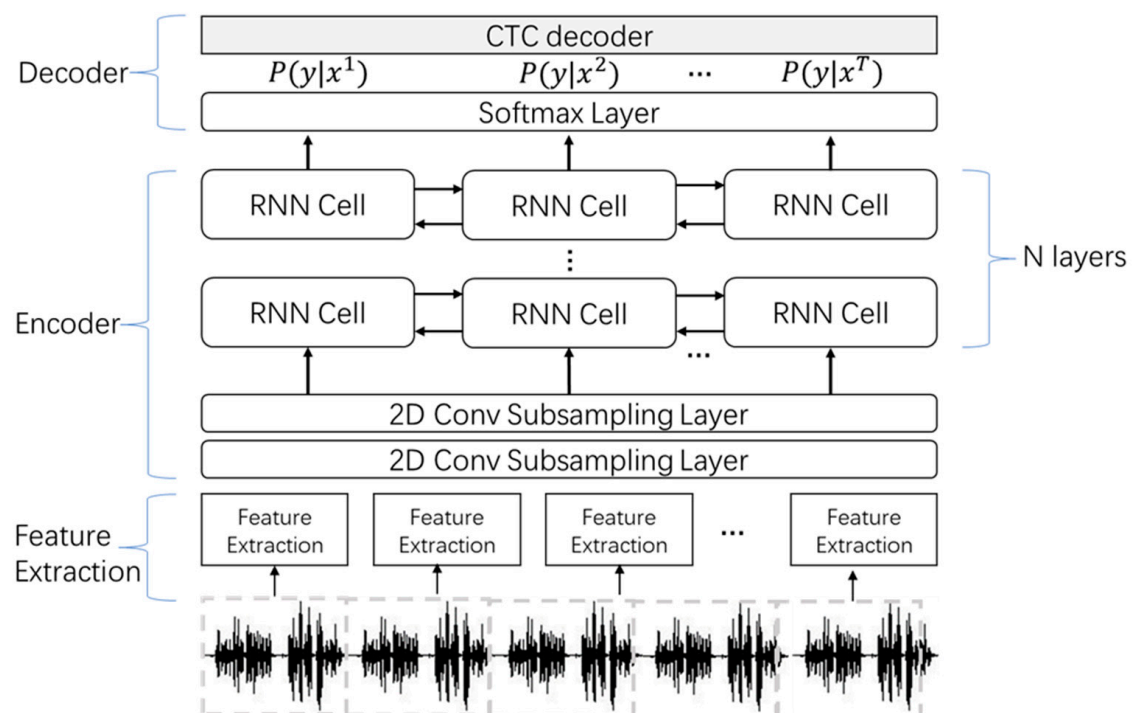 CTC decoder
Decoder
P(y|x¹) P(y|x²) ... P(y|xᵀ)
Softmax Layer
RNN Cell RNN Cell RNN Cell
...
N layers
Encoder
RNN Cell RNN Cell RNN Cell
...
2D Conv Subsampling Layer
2D Conv Subsampling Layer
Feature
Extraction
Feature
Extraction
Feature
Extraction
Feature
Extraction
...
Feature
Extraction